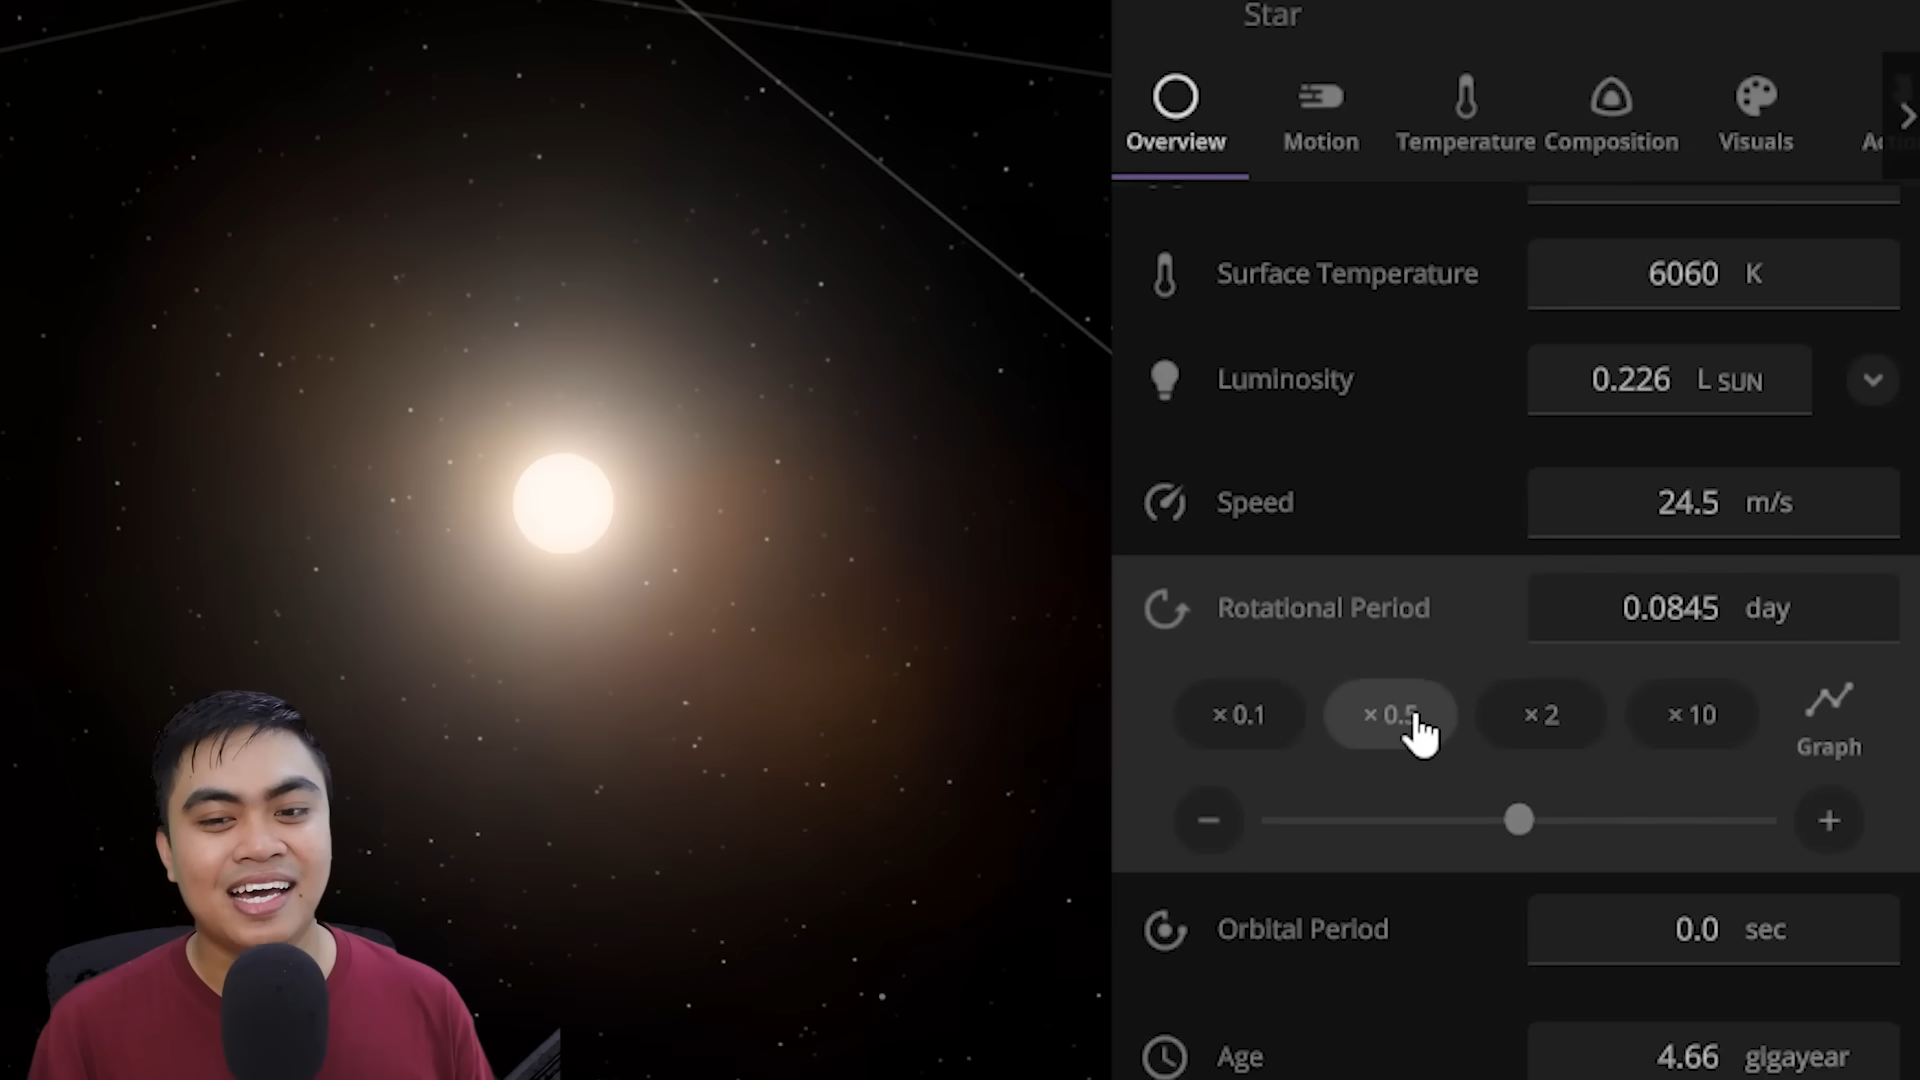 Star
Overview
Motion
Temperature
Composition
Visuals
Surface Temperature 6060 K
Luminosity 0.226 L SUN
Speed 24.5 m/s
Rotational Period 0.0845 day
× 0.1 × 0.5 × 2 × 10
Graph
Orbital Period 0.0 sec
Age 4.66 gigayear